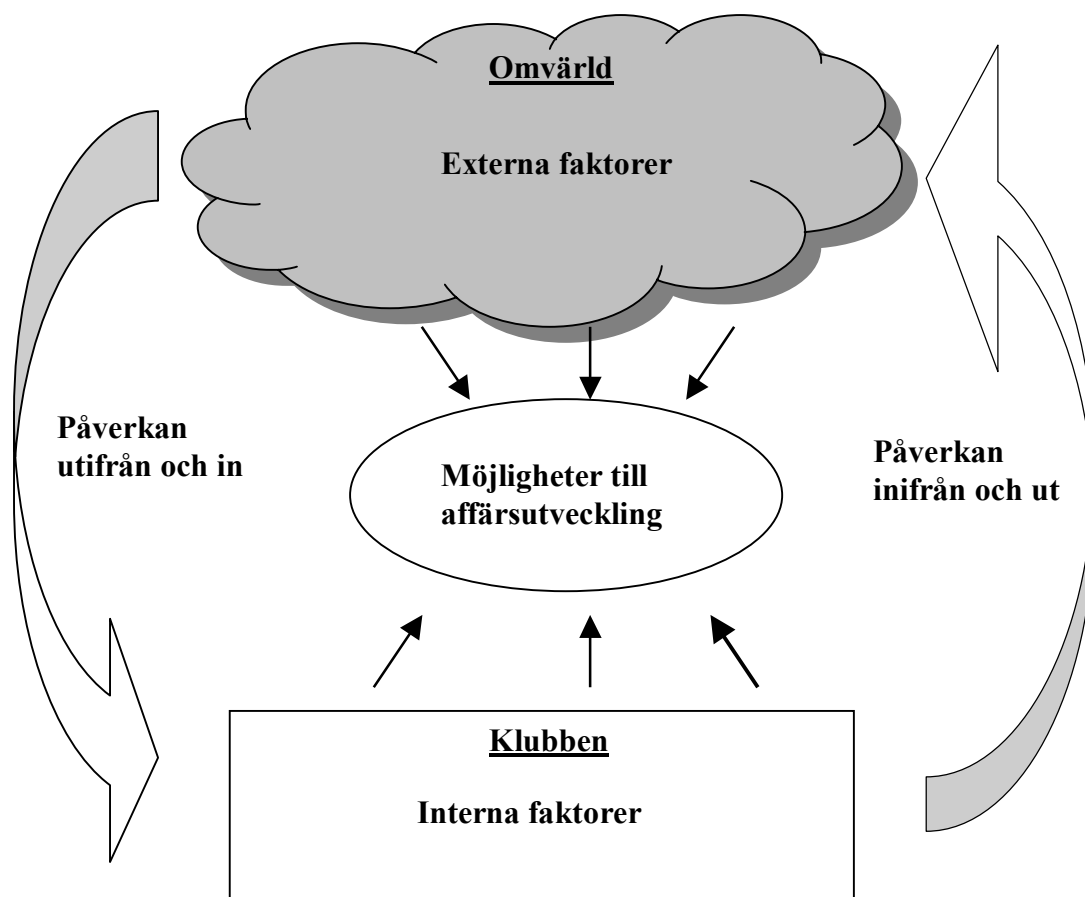 Omvärld
Externa faktorer
Påverkan
utifrån och in
Möjligheter till
affärsutveckling
Påverkan
inifrån och ut
Klubben
Interna faktorer